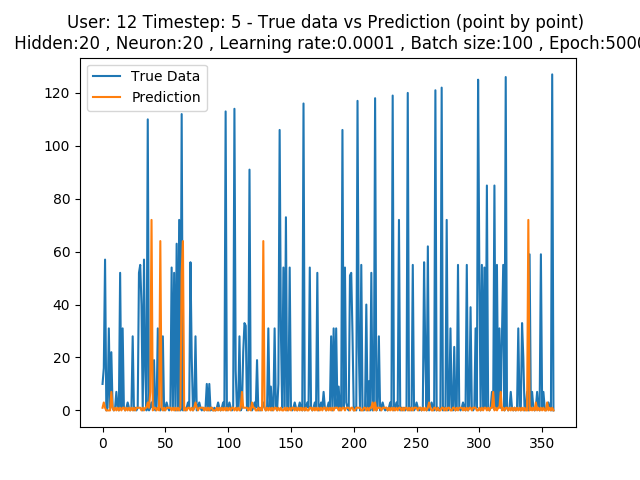 User: 12 Timestep: 5 - True data vs Prediction (point by point)
Hidden:20 , Neuron:20 , Learning rate:0.0001 , Batch size:100 , Epoch:5000
True Data
Prediction
120
100
80
60
40
20
0
0 50 100 150 200 250 300 350